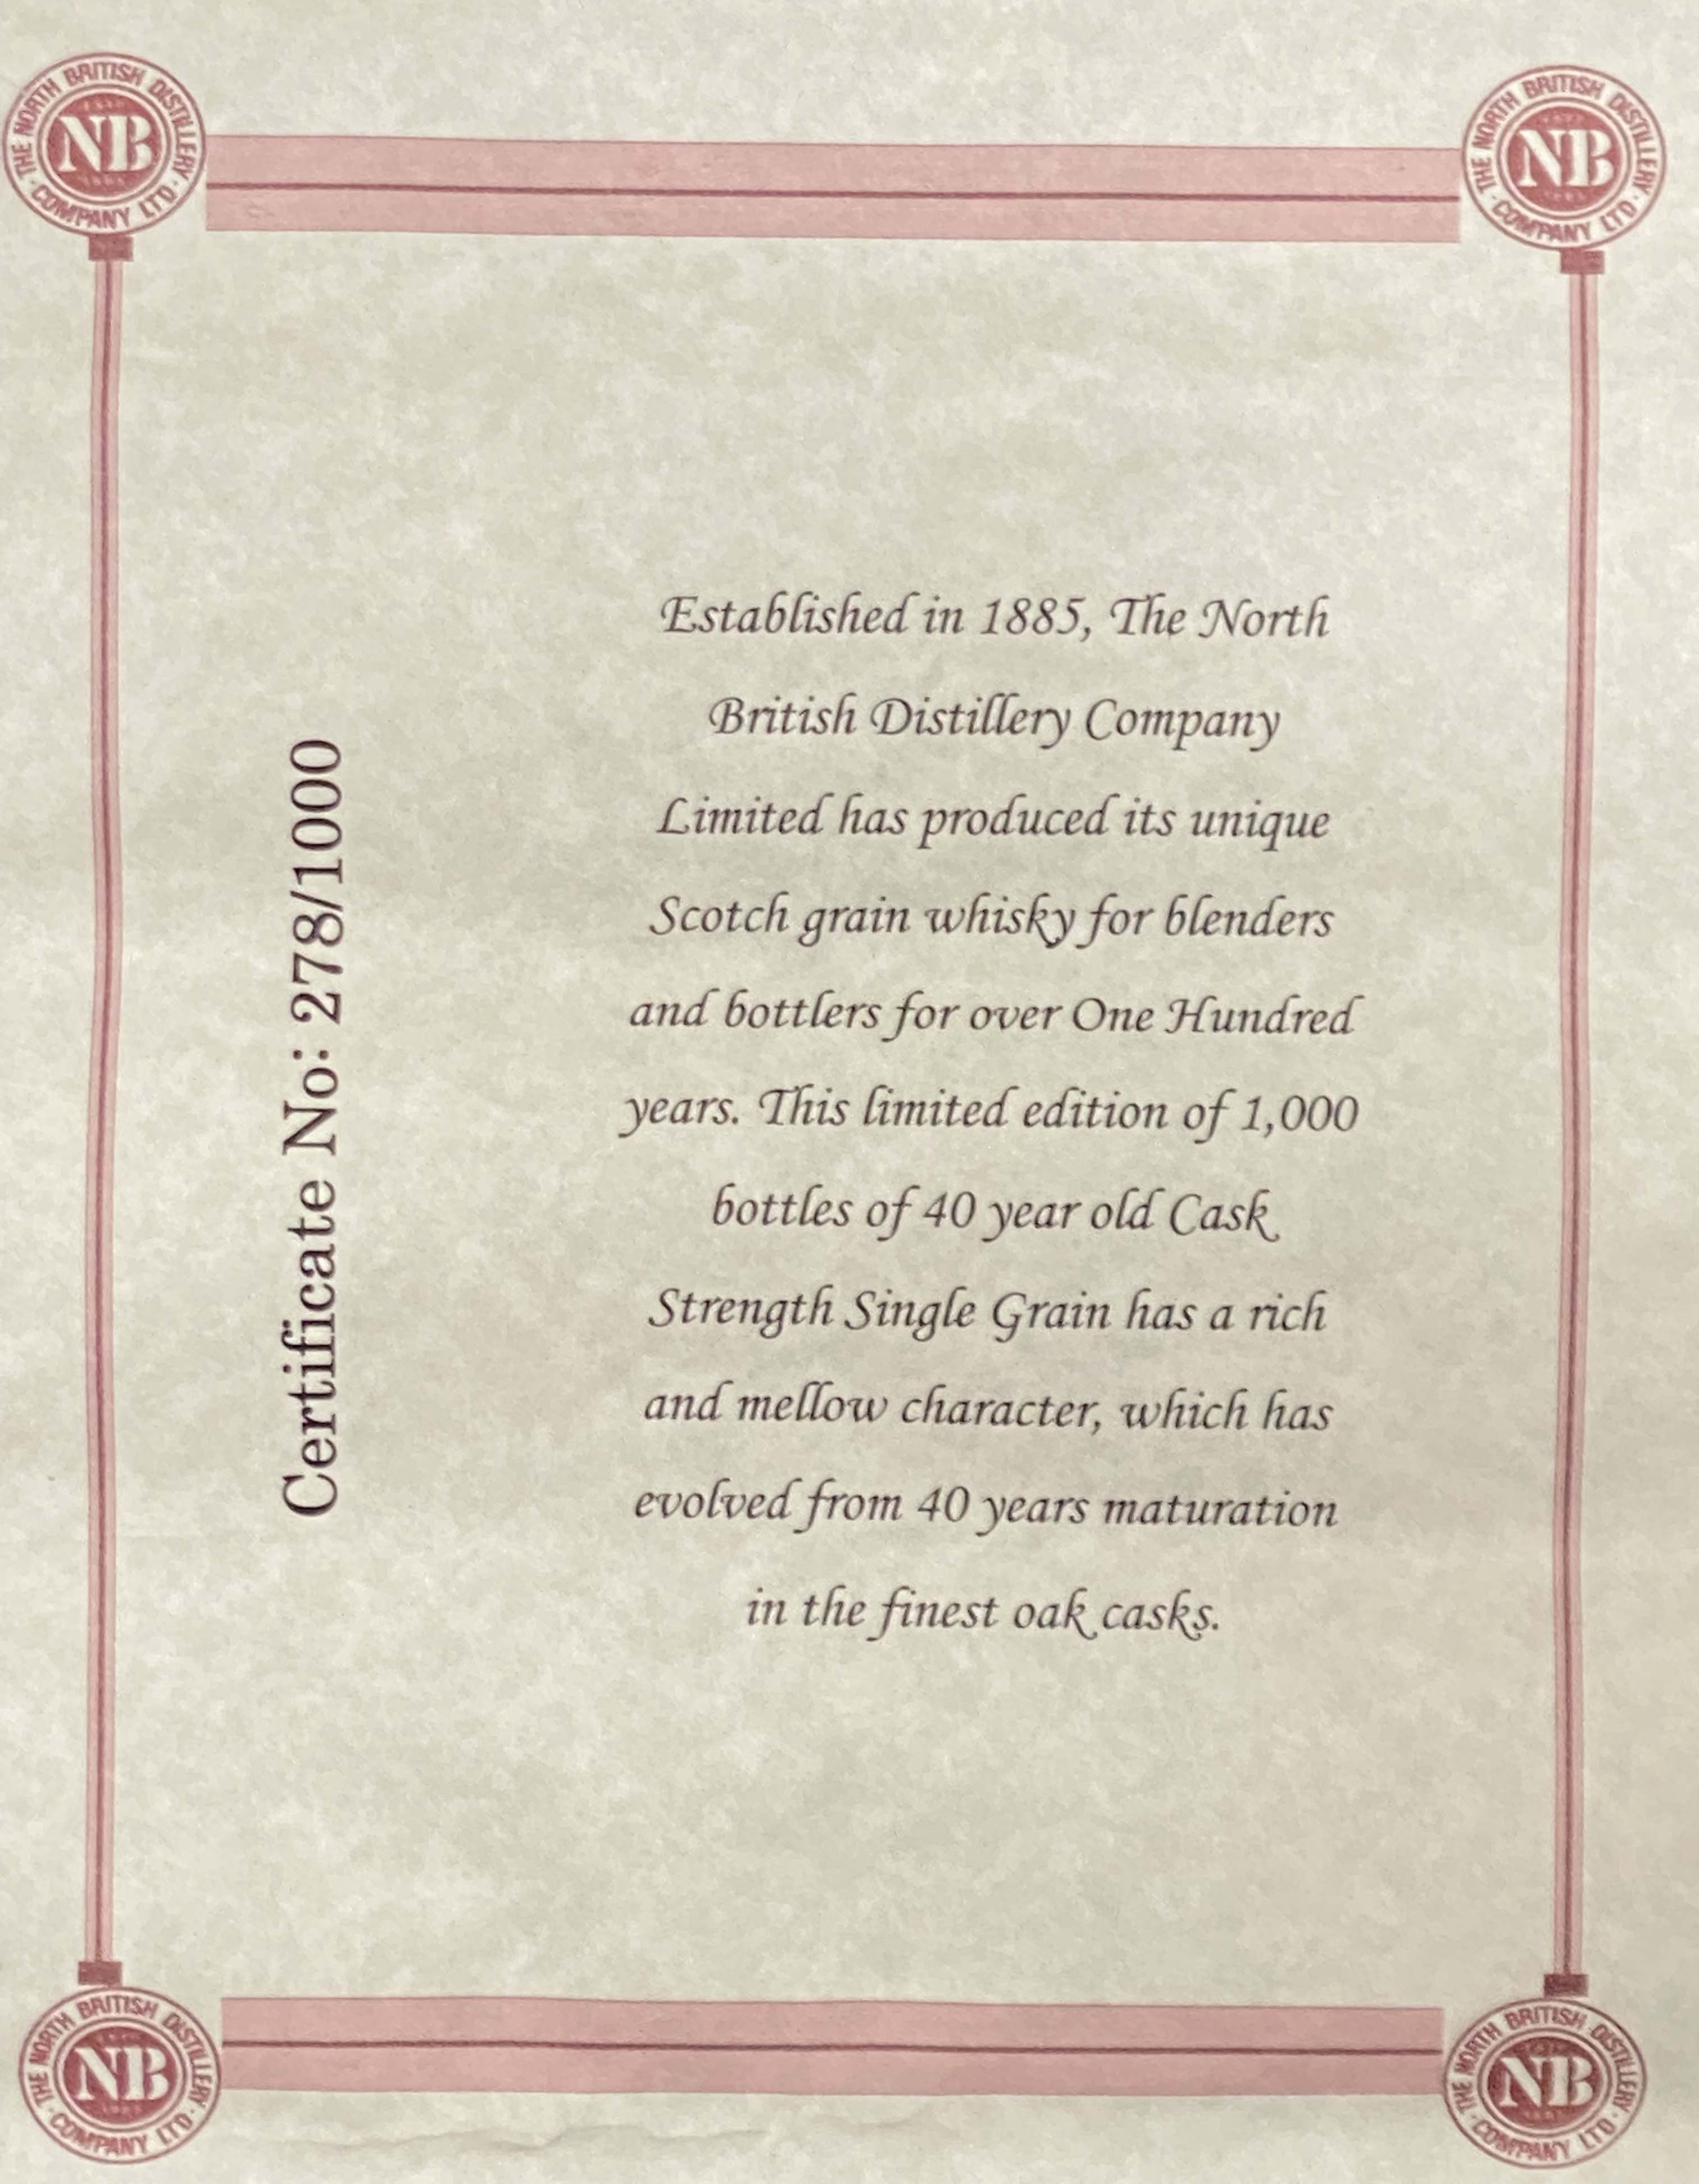 THE NORTH BRITISH DISTILLERY COMPANY LTD
NB
THE NORTH BRITISH DISTILLERY COMPANY LTD
NB
Certificate No: 278/1000
Established in 1885, The North
British Distillery Company
Limited has produced its unique
Scotch grain whisky for blenders
and bottlers for over One Hundred
years. This limited edition of 1,000
bottles of 40 year old Cask
Strength Single Grain has a rich
and mellow character, which has
evolved from 40 years maturation
in the finest oak casks.
THE NORTH BRITISH DISTILLERY COMPANY LTD
NB
THE NORTH BRITISH DISTILLERY COMPANY LTD
NB